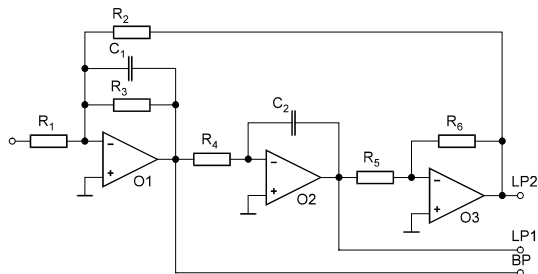 R2
C1
R3
R1
−
+
O1
R4
C2
−
+
O2
R5
R6
−
+
O3
LP2
LP1
BP